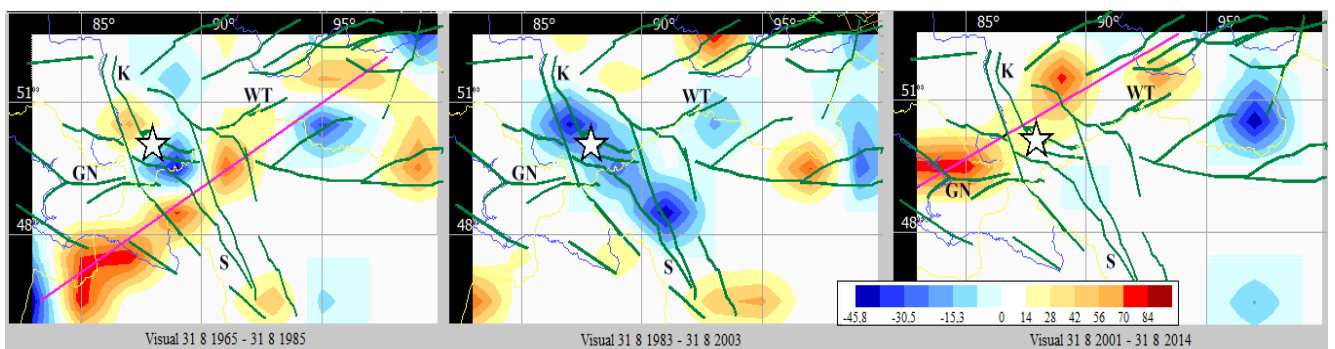 85° 90° 95°
51°°
K
WT
GN
48°°
S
Visual 31 8 1965 - 31 8 1985
85° 90° 95°
51°°
K
WT
GN
48°°
S
Visual 31 8 1983 - 31 8 2003
85° 90° 95°
51°°
K
WT
GN
48°°
S
-45.8 -30,5 -15,3 0 14 28 42 56 70 84
Visual 31 8 2001 - 31 8 2014